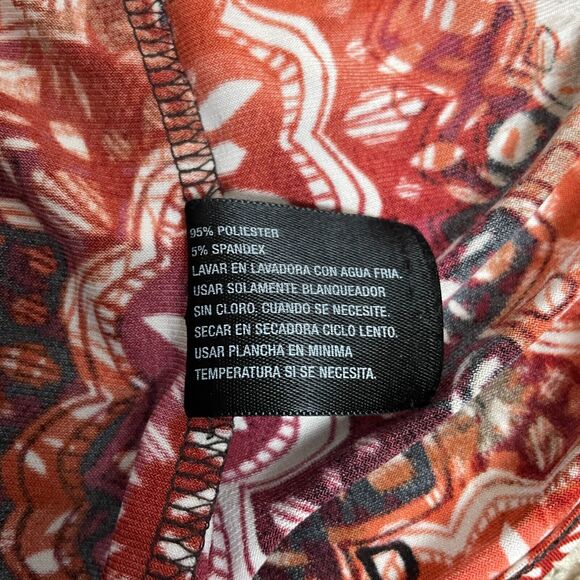 95% POLIESTER
5% SPANDEX
LAVAR EN LAVADORA CON AGUA FRIA.
USAR SOLAMENTE BLANQUEADOR
SIN CLORO. CUANDO SE NECESITE.
SECAR EN SECADORA CICLO LENTO.
USAR PLANCHA EN MINIMA
TEMPERATURA SI SE NECESITA.